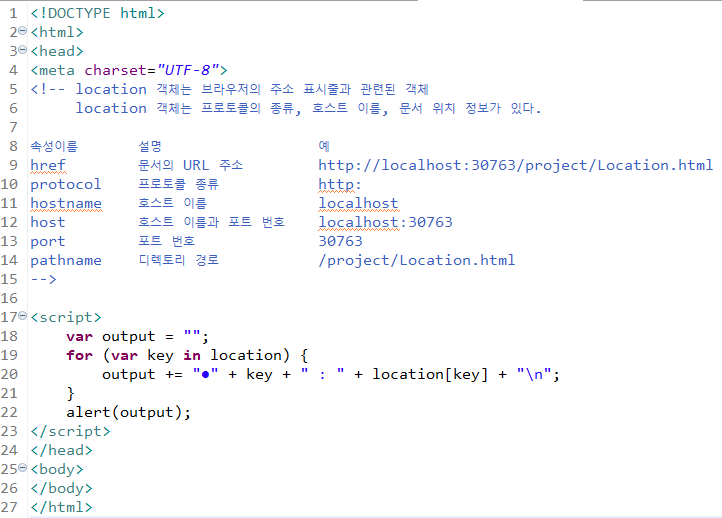 1 <!DOCTYPE html>
2 <html>
3 <head>
4 <meta charset="UTF-8">
5 <!-- location 객체는 브라우저의 주소 표시줄과 관련된 객체
6 location 객체는 프로토콜의 종류, 호스트 이름, 문서 위치 정보가 있다.
7
8 속성이름 설명 예
9 href 문서의 URL 주소 http://localhost:30763/project/Location.html
10 protocol 프로토콜 종류 http:
11 hostname 호스트 이름 localhost
12 host 호스트 이름과 포트 번호 localhost:30763
13 port 포트 번호 30763
14 pathname 디렉토리 경로 /project/Location.html
15 -->
16
17 <script>
18 var output = "";
19 for (var key in location) {
20 output += "●" + key + " : " + location[key] + "\n";
21 }
22 alert(output);
23 </script>
24 </head>
25 <body>
26 </body>
27 </html>